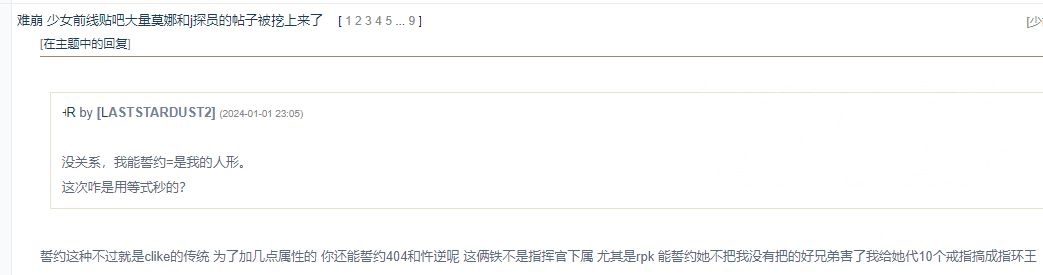 难崩 少女前线贴吧大量莫娜和j探员的帖子被挖上来了 [ 1 2 3 4 5 ... 9 ]
[少
[在主题中的回复]
+R by [LASTSTARDUST2] (2024-01-01 23:05)
没关系，我能誓约=是我的人形。
这次咋是用等式秒的?
誓约这种不过就是clike的传统 为了加几点属性的 你还能誓约404和忤逆呢 这俩铁不是指挥官下属 尤其是rpk 能誓约她不把我没有把的好兄弟害了我给她代10个戒指搞成指环王